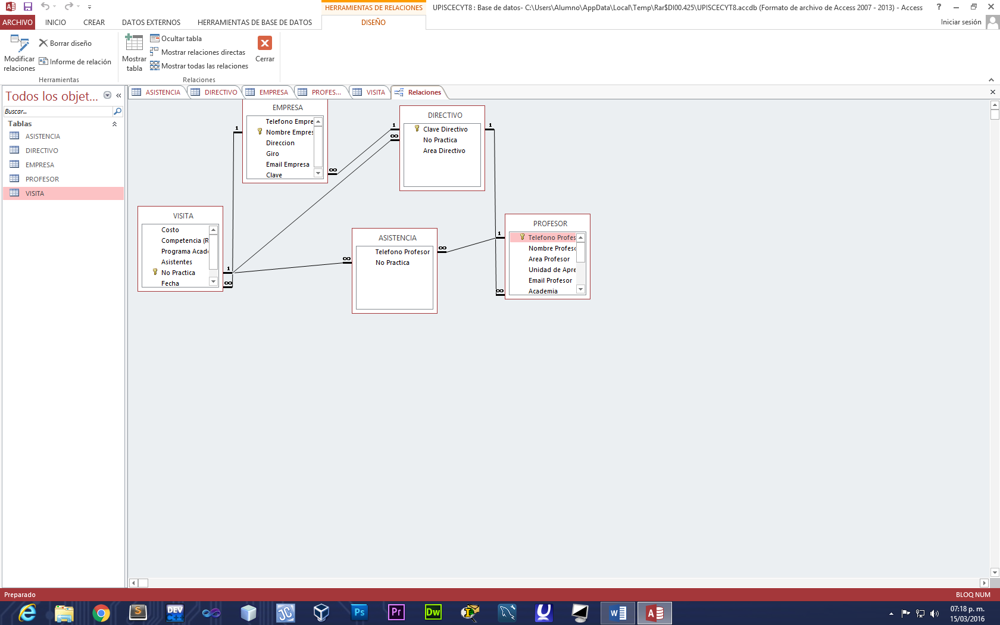 HERRAMIENTAS DE RELACIONES
UPISCECYT8 : Base de datos- C:\Users\Alumno\AppData\Local\Temp\Rar$DI00.425\UPISCECYT8.accdb (Formato de archivo de Access 2007 - 2013) - Access
ARCHIVO INICIO CREAR DATOS EXTERNOS HERRAMIENTAS DE BASE DE DATOS DISEÑO
Iniciar sesión
Modificar relaciones
Borrar diseño
Informe de relación
Herramientas
Mostrar tabla
Ocultar tabla
Mostrar relaciones directas
Mostrar todas las relaciones
Relaciones
Cerrar
Todos los objet...
Buscar...
Tablas
ASISTENCIA
DIRECTIVO
EMPRESA
PROFESOR
VISITA
ASISTENCIA DIRECTIVO EMPRESA PROFES... VISITA Relaciones
EMPRESA
Telefono Empre
Nombre Empres
Direccion
Giro
Email Empresa
Clave
1
∞
DIRECTIVO
Clave Directivo
No Practica
Area Directivo
1
∞
1
VISITA
Costo
Competencia (R
Programa Acad
Asistentes
No Practica
Fecha
1
∞
ASISTENCIA
Telefono Profesor
No Practica
∞
∞
PROFESOR
Telefono Profes
Nombre Profeso
Area Profesor
Unidad de Apre
Email Profesor
Academia
1
∞
Preparado
BLOQ NUM
S
DEV
C++
JC
Ps
Pr
Dw
07:18 p. m.
15/03/2016